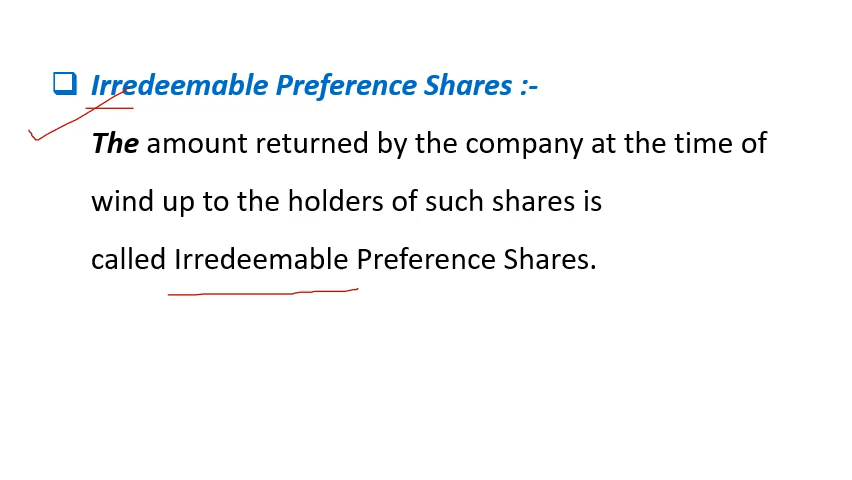 Irredeemable Preference Shares :-
The amount returned by the company at the time of
wind up to the holders of such shares is
called Irredeemable Preference Shares.